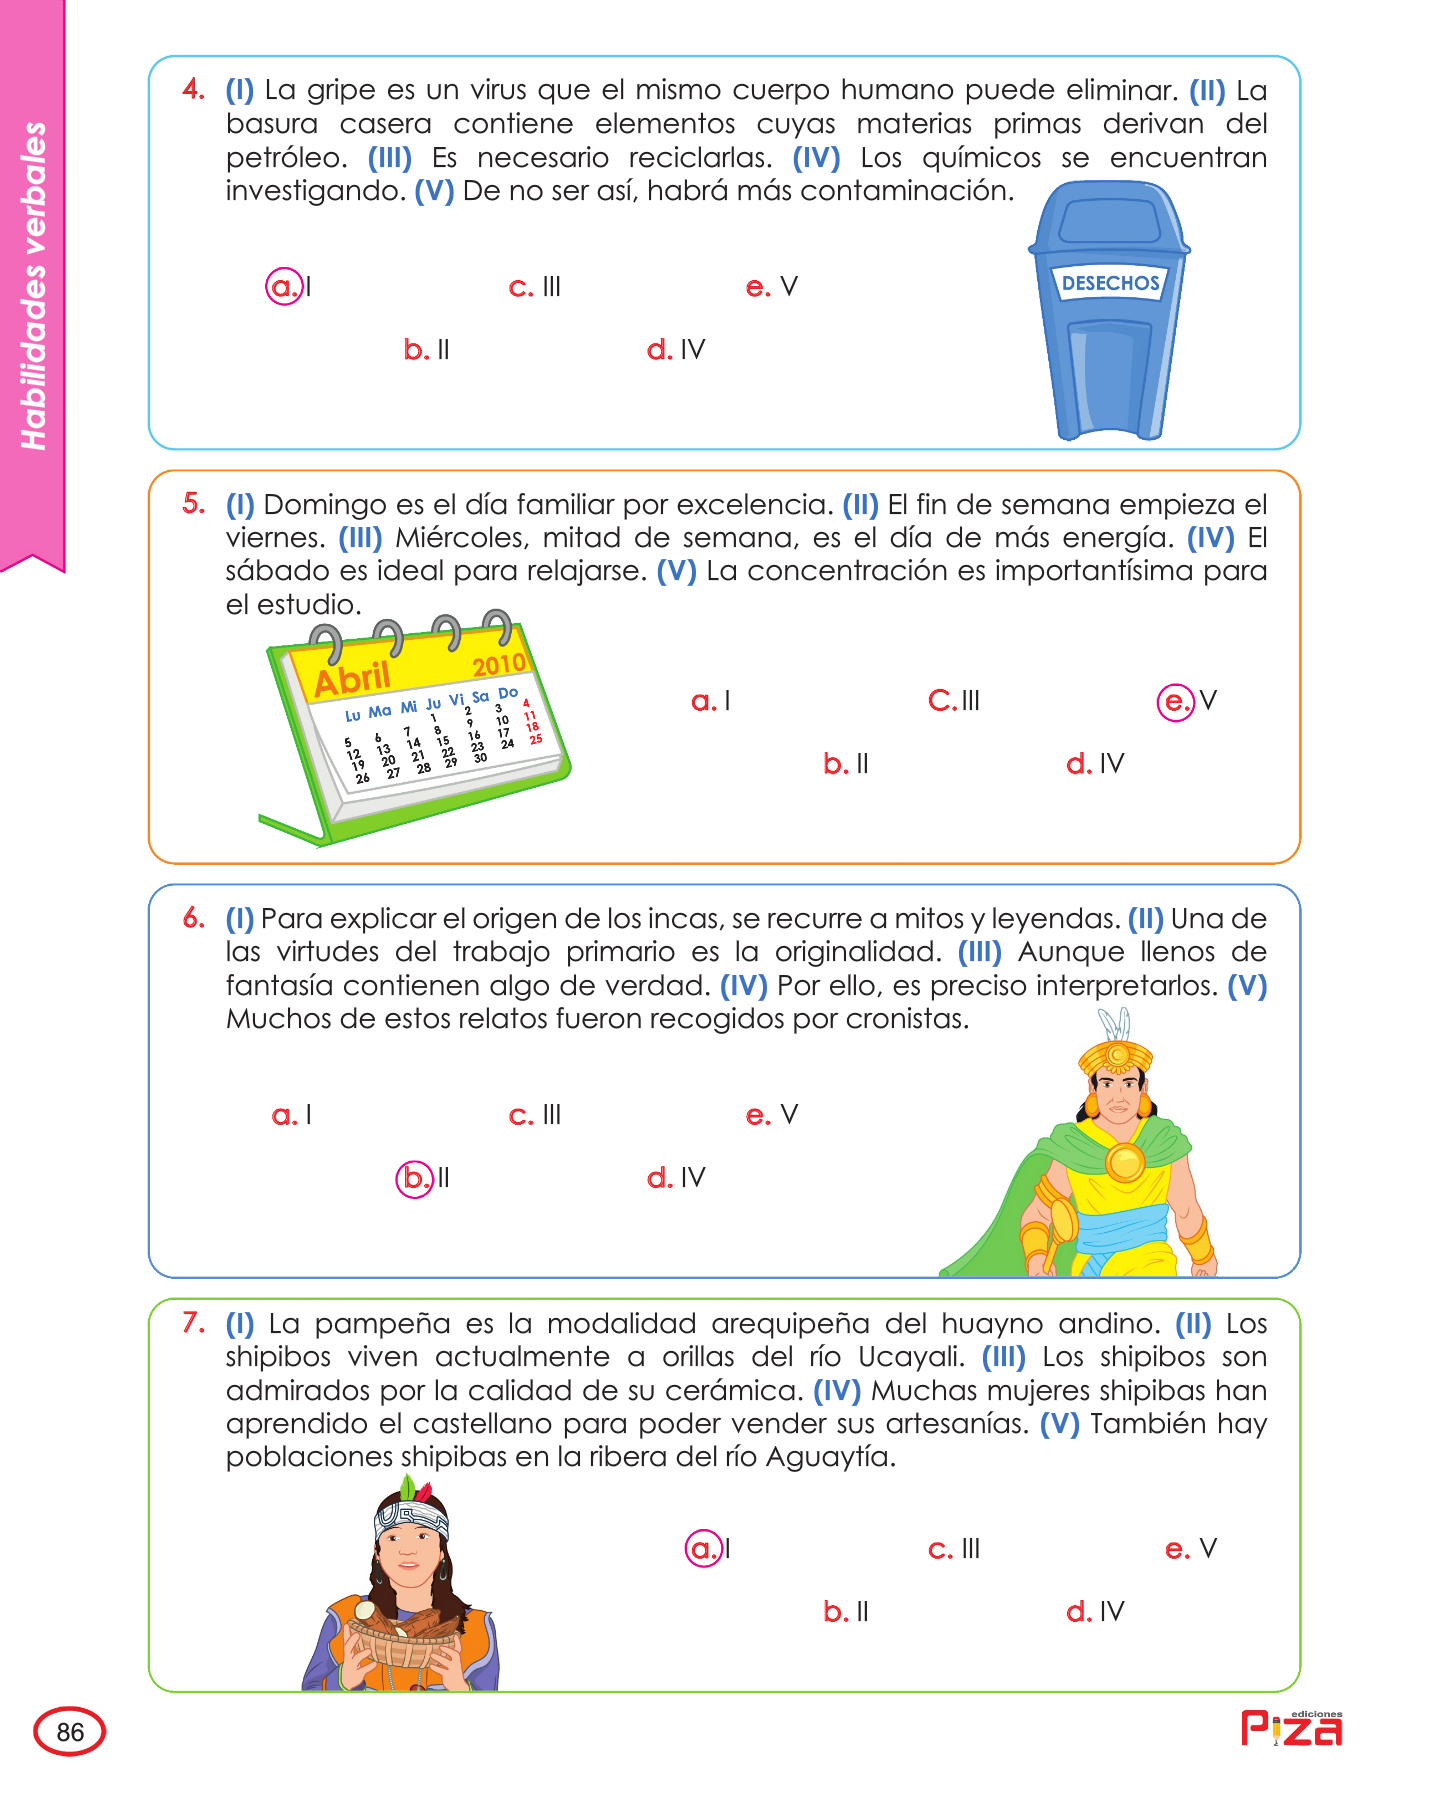 Habilidades verbales
4. (I) La gripe es un virus que el mismo cuerpo humano puede eliminar. (II) La
basura casera contiene elementos cuyas materias primas derivan del
petróleo. (III) Es necesario reciclarlas. (IV) Los químicos se encuentran
investigando. (V) De no ser así, habrá más contaminación.
DESECHOS
a. I
c. III
e. V
b. II
d. IV
5. (I) Domingo es el día familiar por excelencia. (II) El fin de semana empieza el
viernes. (III) Miércoles, mitad de semana, es el día de más energía. (IV) El
sábado es ideal para relajarse. (V) La concentración es importantísima para
el estudio.
Abril 2010
Lu Ma Mi Ju Vi Sa Do
1 2 3 4
5 6 7 8 9 10 11
12 13 14 15 16 17 18
19 20 21 22 23 24 25
26 27 28 29 30
a. I
C. III
e. V
b. II
d. IV
6. (I) Para explicar el origen de los incas, se recurre a mitos y leyendas. (II) Una de
las virtudes del trabajo primario es la originalidad. (III) Aunque llenos de
fantasía contienen algo de verdad. (IV) Por ello, es preciso interpretarlos. (V)
Muchos de estos relatos fueron recogidos por cronistas.
a. I
c. III
e. V
b. II
d. IV
7. (I) La pampeña es la modalidad arequipeña del huayno andino. (II) Los
shipibos viven actualmente a orillas del río Ucayali. (III) Los shipibos son
admirados por la calidad de su cerámica. (IV) Muchas mujeres shipibas han
aprendido el castellano para poder vender sus artesanías. (V) También hay
poblaciones shipibas en la ribera del río Aguaytía.
a. I
c. III
e. V
b. II
d. IV
86
ediciones
Piza